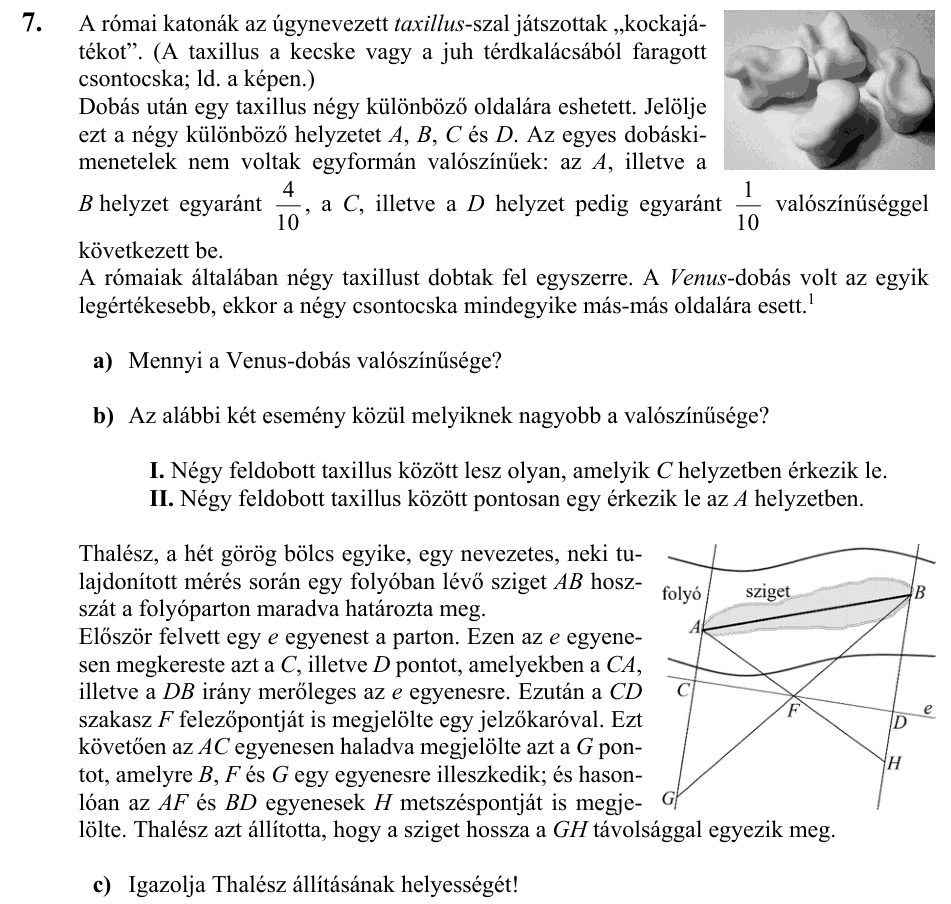 7. A római katonák az úgynevezett taxillus-szal játszottak „kockajá-
tékot”. (A taxillus a kecske vagy a juh térdkalácsából faragott
csontocska; ld. a képen.)
Dobás után egy taxillus négy különböző oldalára eshetett. Jelölje
ezt a négy különböző helyzetet A, B, C és D. Az egyes dobáski-
menetelek nem voltak egyformán valószínűek: az A, illetve a
B helyzet egyaránt 4/10, a C, illetve a D helyzet pedig egyaránt 1/10 valószínűséggel
következett be.
A rómaiak általában négy taxillust dobtak fel egyszerre. A Venus-dobás volt az egyik
legértékesebb, ekkor a négy csontocska mindegyike más-más oldalára esett.¹
a) Mennyi a Venus-dobás valószínűsége?
b) Az alábbi két esemény közül melyiknek nagyobb a valószínűsége?
I. Négy feldobott taxillus között lesz olyan, amelyik C helyzetben érkezik le.
II. Négy feldobott taxillus között pontosan egy érkezik le az A helyzetben.
Thalész, a hét görög bölcs egyike, egy nevezetes, neki tu-
lajdonított mérés során egy folyóban lévő sziget AB hosz-
szát a folyóparton maradva határozta meg.
Először felvett egy e egyenest a parton. Ezen az e egyene-
sen megkereste azt a C, illetve D pontot, amelyekben a CA,
illetve a DB irány merőleges az e egyenesre. Ezután a CD
szakasz F felezőpontját is megjelölte egy jelzőkaróval. Ezt
követően az AC egyenesen haladva megjelölte azt a G pon-
tot, amelyre B, F és G egy egyenesre illeszkedik; és hason-
lóan az AF és BD egyenesek H metszéspontját is megje-
lölte. Thalész azt állította, hogy a sziget hossza a GH távolsággal egyezik meg.
folyó
sziget
B
A
C
F
D
e
H
G
c) Igazolja Thalész állításának helyességét!